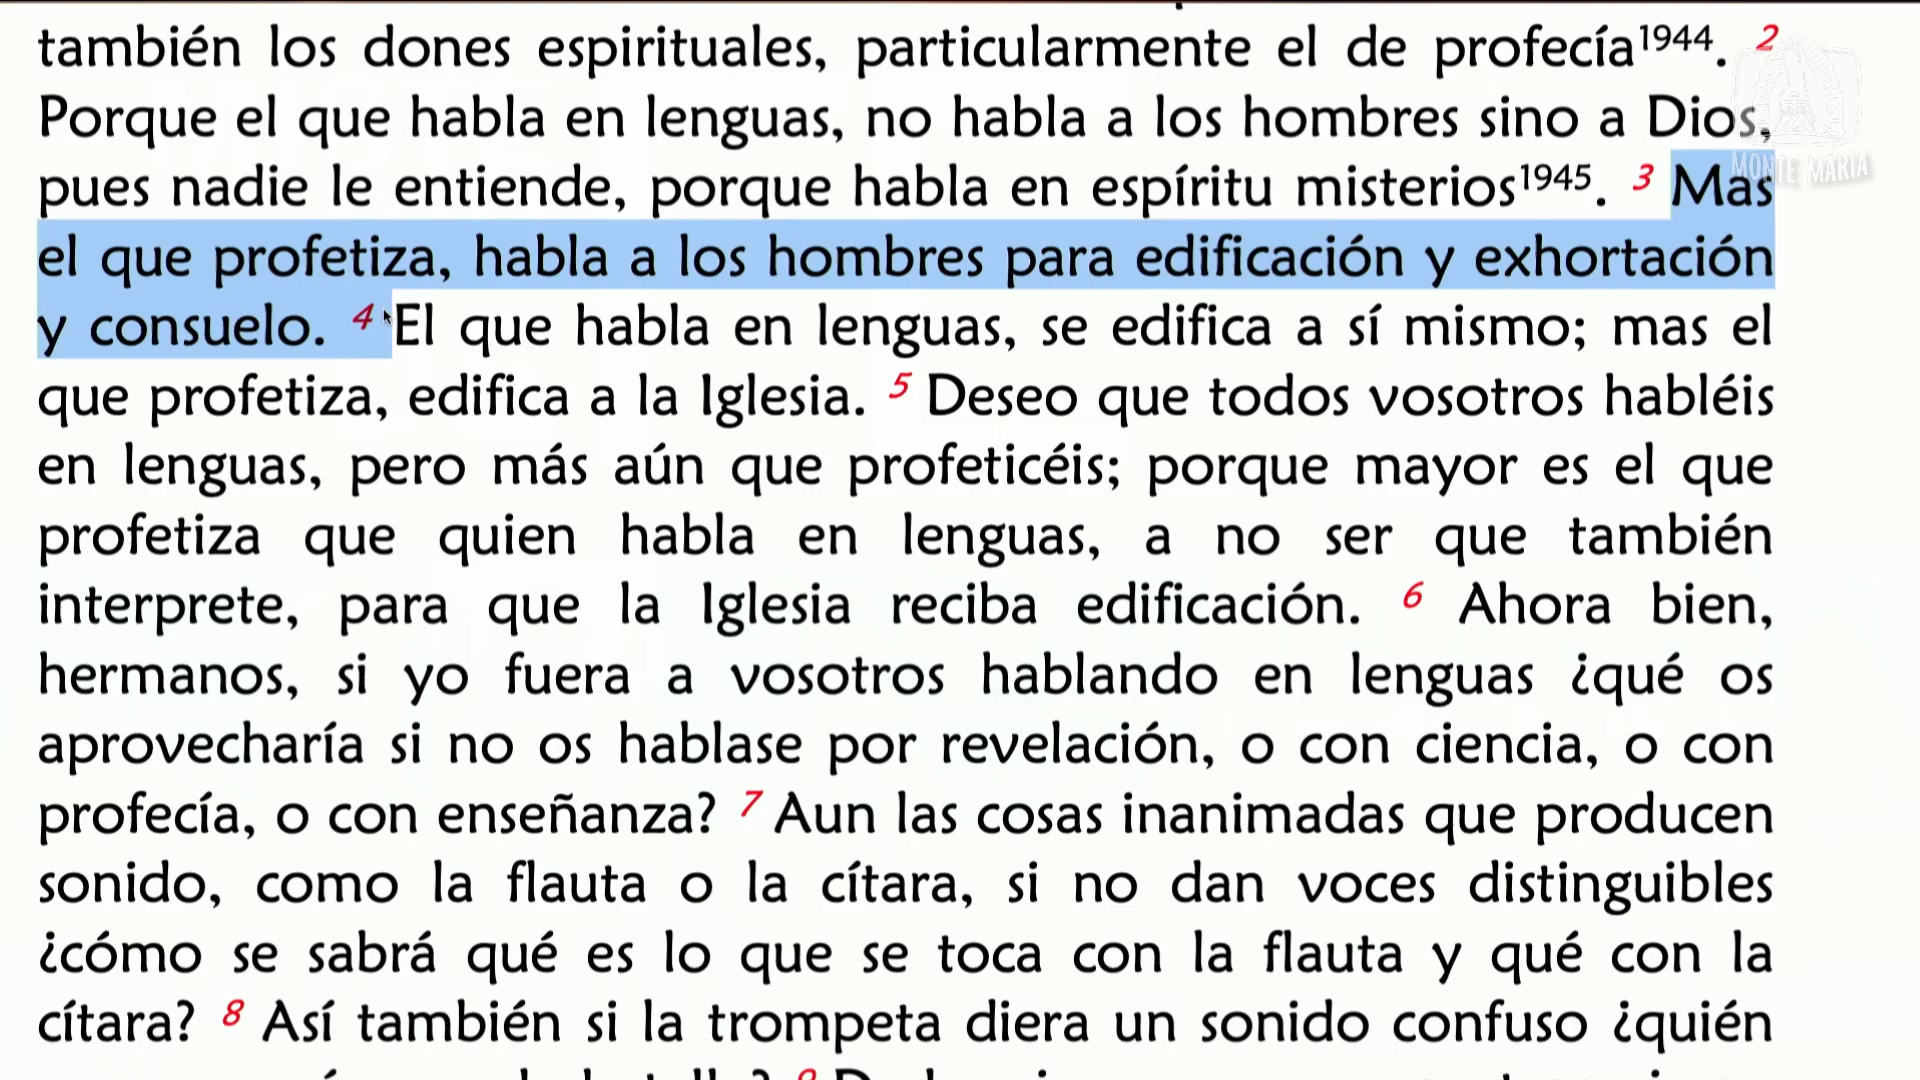 también los dones espirituales, particularmente el de profecía¹⁹⁴⁴. 2
Porque el que habla en lenguas, no habla a los hombres sino a Dios,
pues nadie le entiende, porque habla en espíritu misterios¹⁹⁴⁵. 3 Mas
MONTE MARIA
el que profetiza, habla a los hombres para edificación y exhortación
y consuelo. 4 El que habla en lenguas, se edifica a sí mismo; mas el
que profetiza, edifica a la Iglesia. 5 Deseo que todos vosotros habléis
en lenguas, pero más aún que profeticéis; porque mayor es el que
profetiza que quien habla en lenguas, a no ser que también
interprete, para que la Iglesia reciba edificación. 6 Ahora bien,
hermanos, si yo fuera a vosotros hablando en lenguas ¿qué os
aprovecharía si no os hablase por revelación, o con ciencia, o con
profecía, o con enseñanza? 7 Aun las cosas inanimadas que producen
sonido, como la flauta o la cítara, si no dan voces distinguibles
¿cómo se sabrá qué es lo que se toca con la flauta y qué con la
cítara? 8 Así también si la trompeta diera un sonido confuso ¿quién